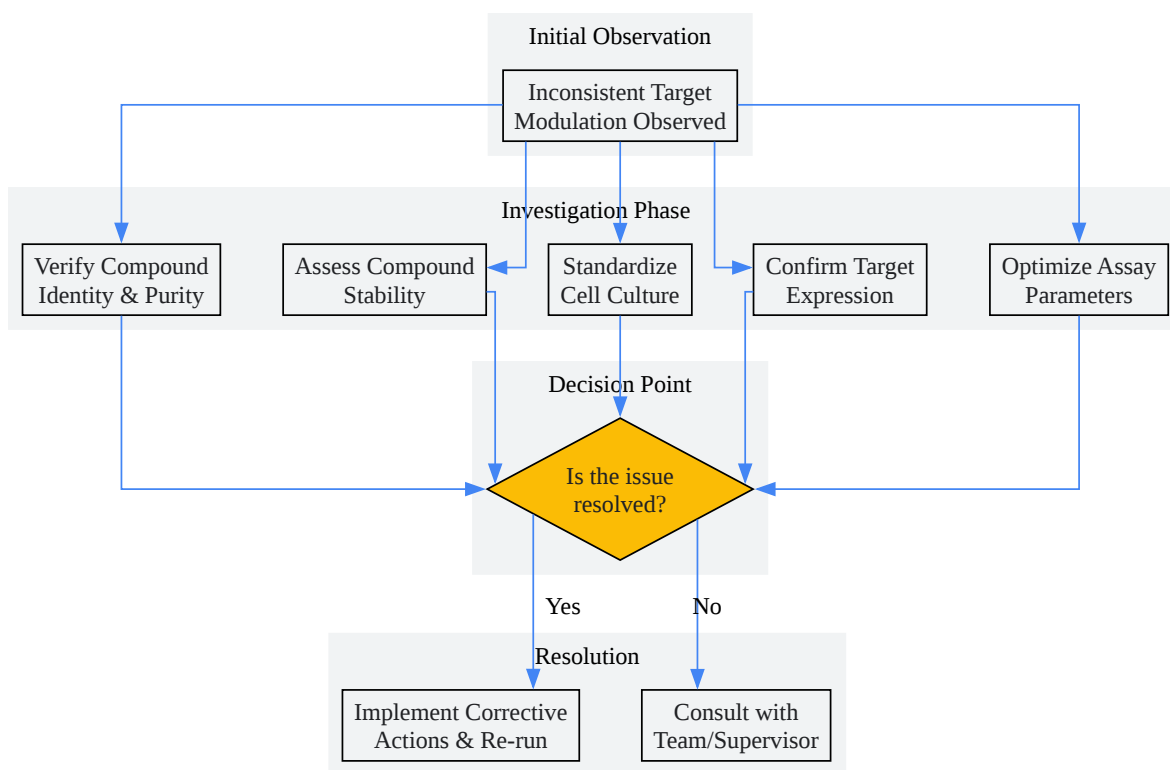 Initial Observation
Inconsistent Target
Modulation Observed
Investigation Phase
Verify Compound
Identity & Purity
Assess Compound
Stability
Standardize
Cell Culture
Confirm Target
Expression
Optimize Assay
Parameters
Decision Point
Is the issue
resolved?
Yes
No
Resolution
Implement Corrective
Actions & Re-run
Consult with
Team/Supervisor